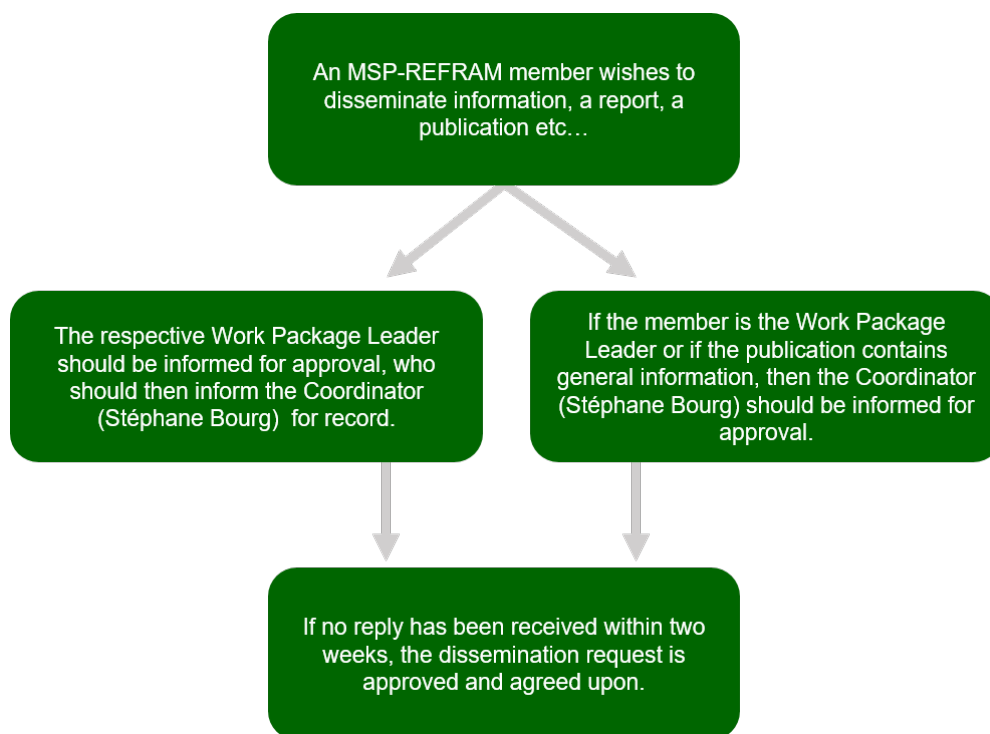 An MSP-REFRAM member wishes to
disseminate information, a report, a
publication etc…
The respective Work Package Leader
should be informed for approval, who
should then inform the Coordinator
(Stéphane Bourg)  for record.
If the member is the Work Package
Leader or if the publication contains
general information, then the Coordinator
(Stéphane Bourg) should be informed for
approval.
If no reply has been received within two
weeks, the dissemination request is
approved and agreed upon.